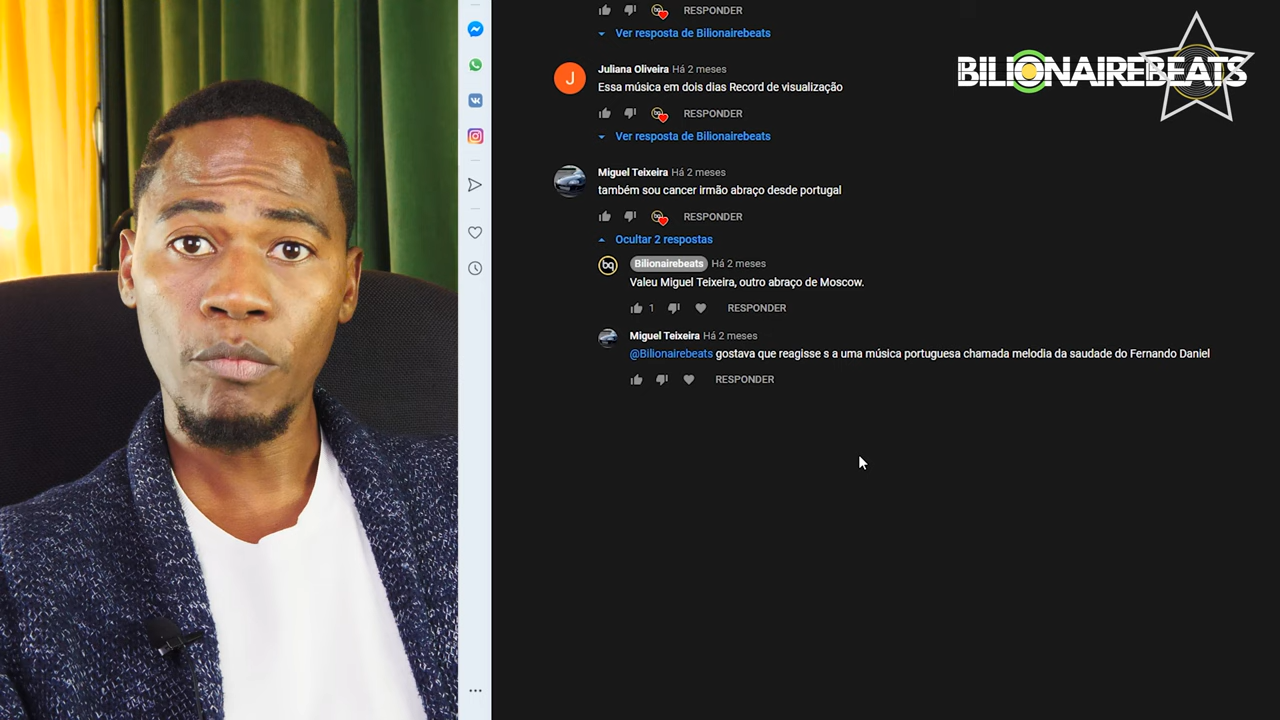 RESPONDER
Ver resposta de Bilionairebeats
BILIONAIREBEATS
J
Juliana Oliveira Há 2 meses
Essa música em dois dias Record de visualização
RESPONDER
Ver resposta de Bilionairebeats
Miguel Teixeira Há 2 meses
também sou cancer irmão abraço desde portugal
RESPONDER
Ocultar 2 respostas
Bilionairebeats Há 2 meses
Valeu Miguel Teixeira, outro abraço de Moscow.
1 RESPONDER
Miguel Teixeira Há 2 meses
@Bilionairebeats gostava que reagisse s a uma música portuguesa chamada melodia da saudade do Fernando Daniel
RESPONDER